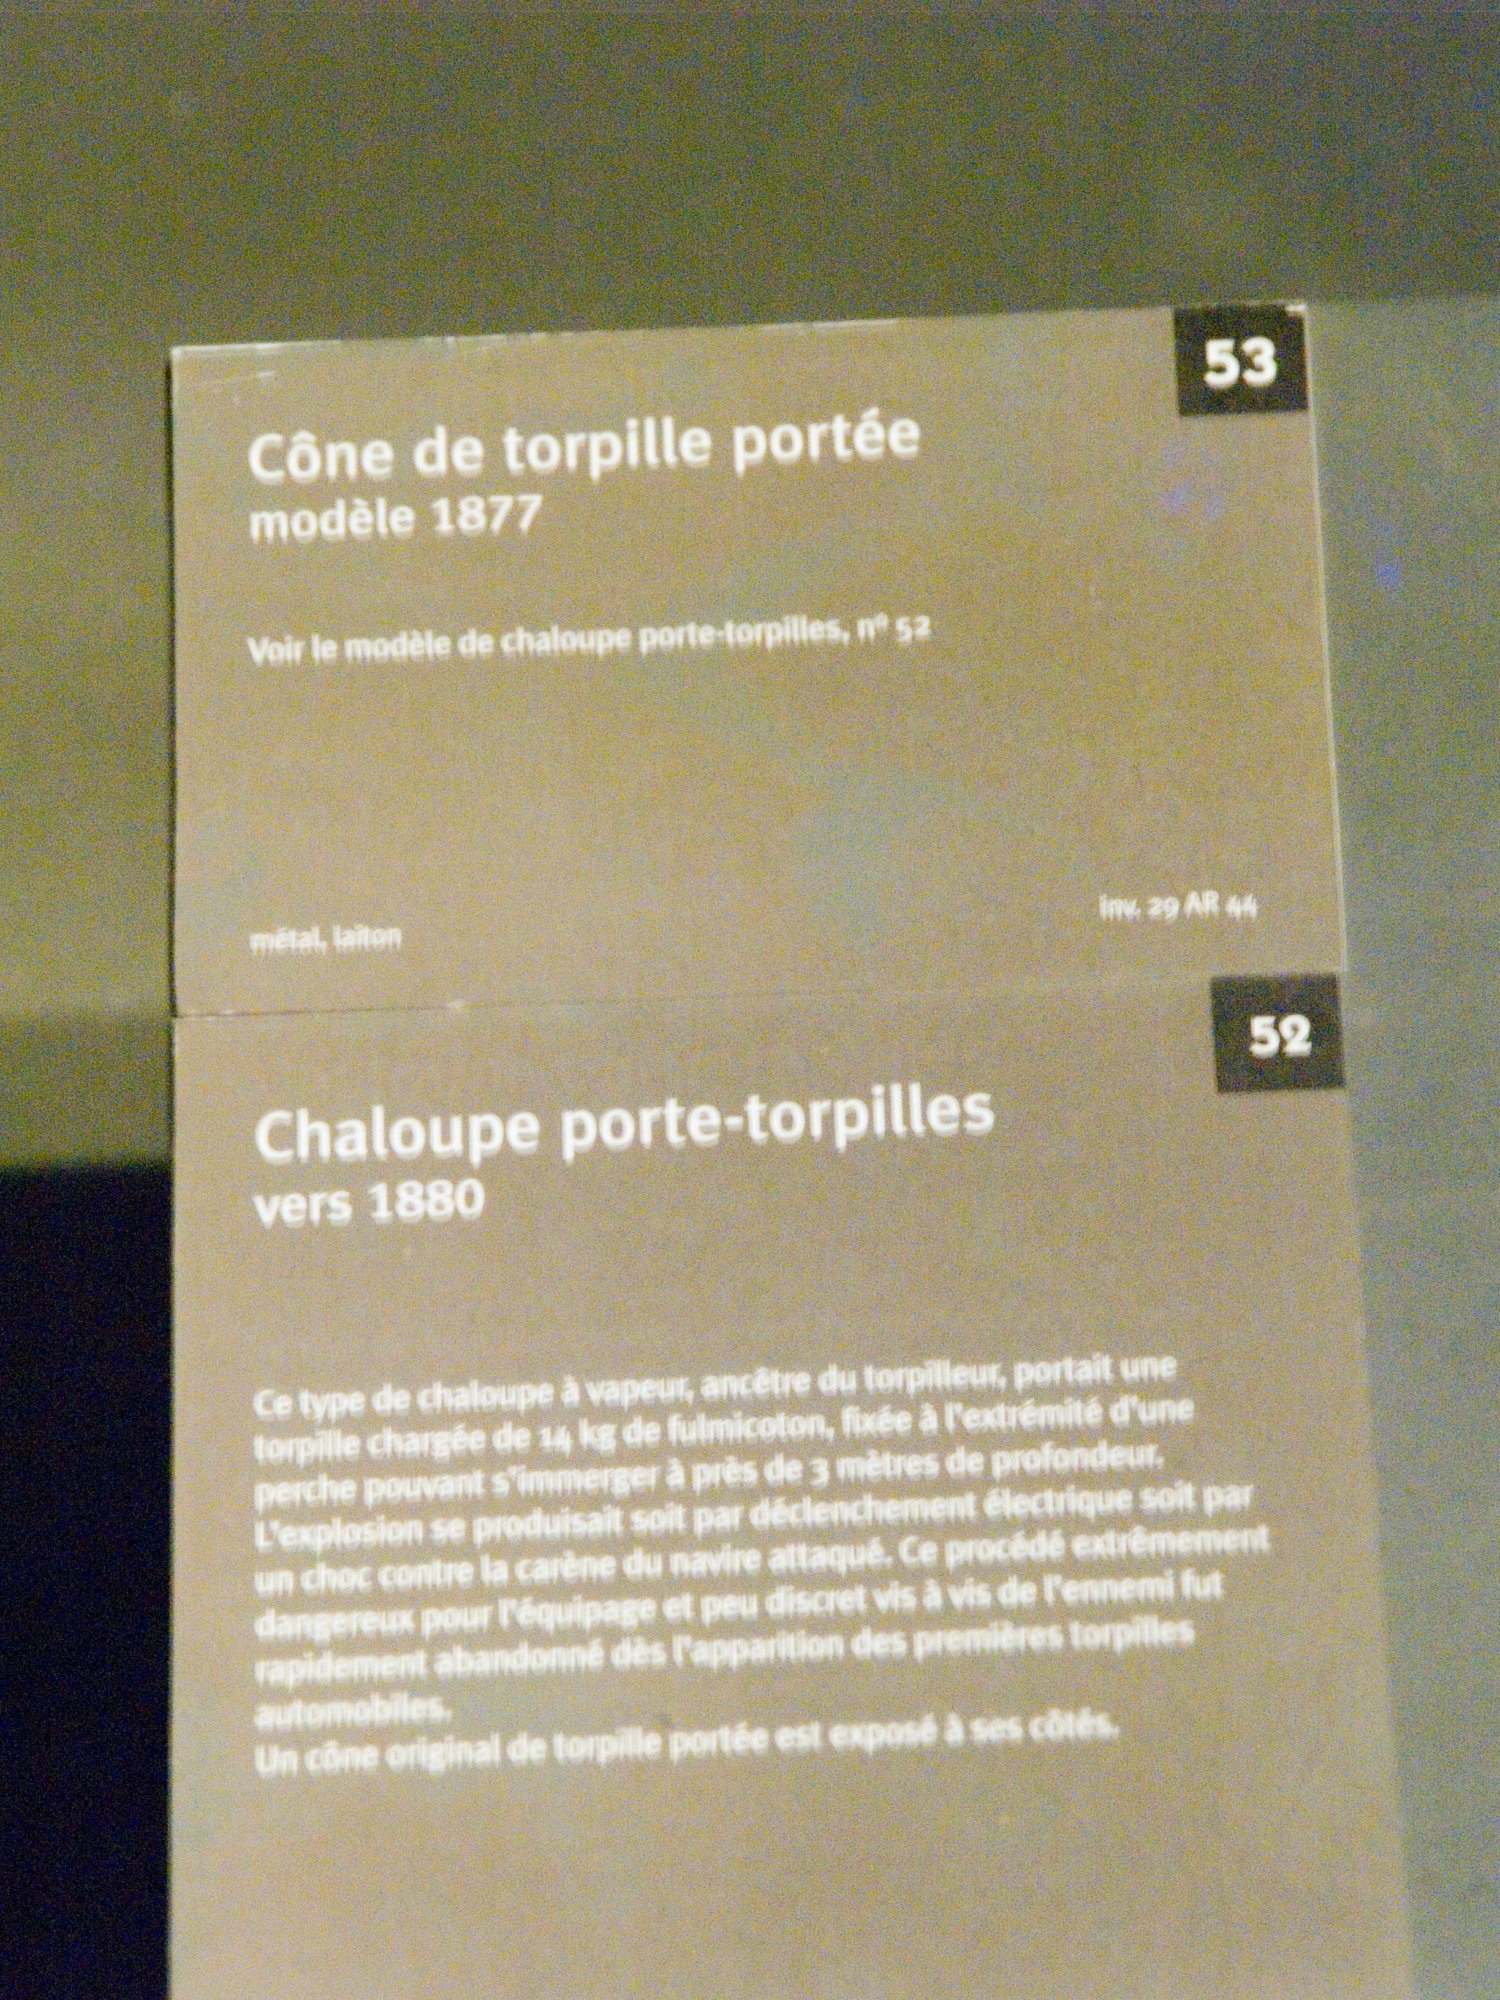 53
Cône de torpille portée
modèle 1877
Voir le modèle de chaloupe porte-torpilles, nº 52
métal, laiton
inv. 29 AR 44
52
Chaloupe porte-torpilles
vers 1880
Ce type de chaloupe à vapeur, ancêtre du torpilleur, portait une
torpille chargée de 14 kg de fulmicoton, fixée à l'extrémité d'une
perche pouvant s'immerger à près de 3 mètres de profondeur.
L'explosion se produisait soit par déclenchement électrique soit par
un choc contre la carène du navire attaqué. Ce procédé extrêmement
dangereux pour l'équipage et peu discret vis à vis de l'ennemi fut
rapidement abandonné dès l'apparition des premières torpilles
automobiles.
Un cône original de torpille portée est exposé à ses côtés.